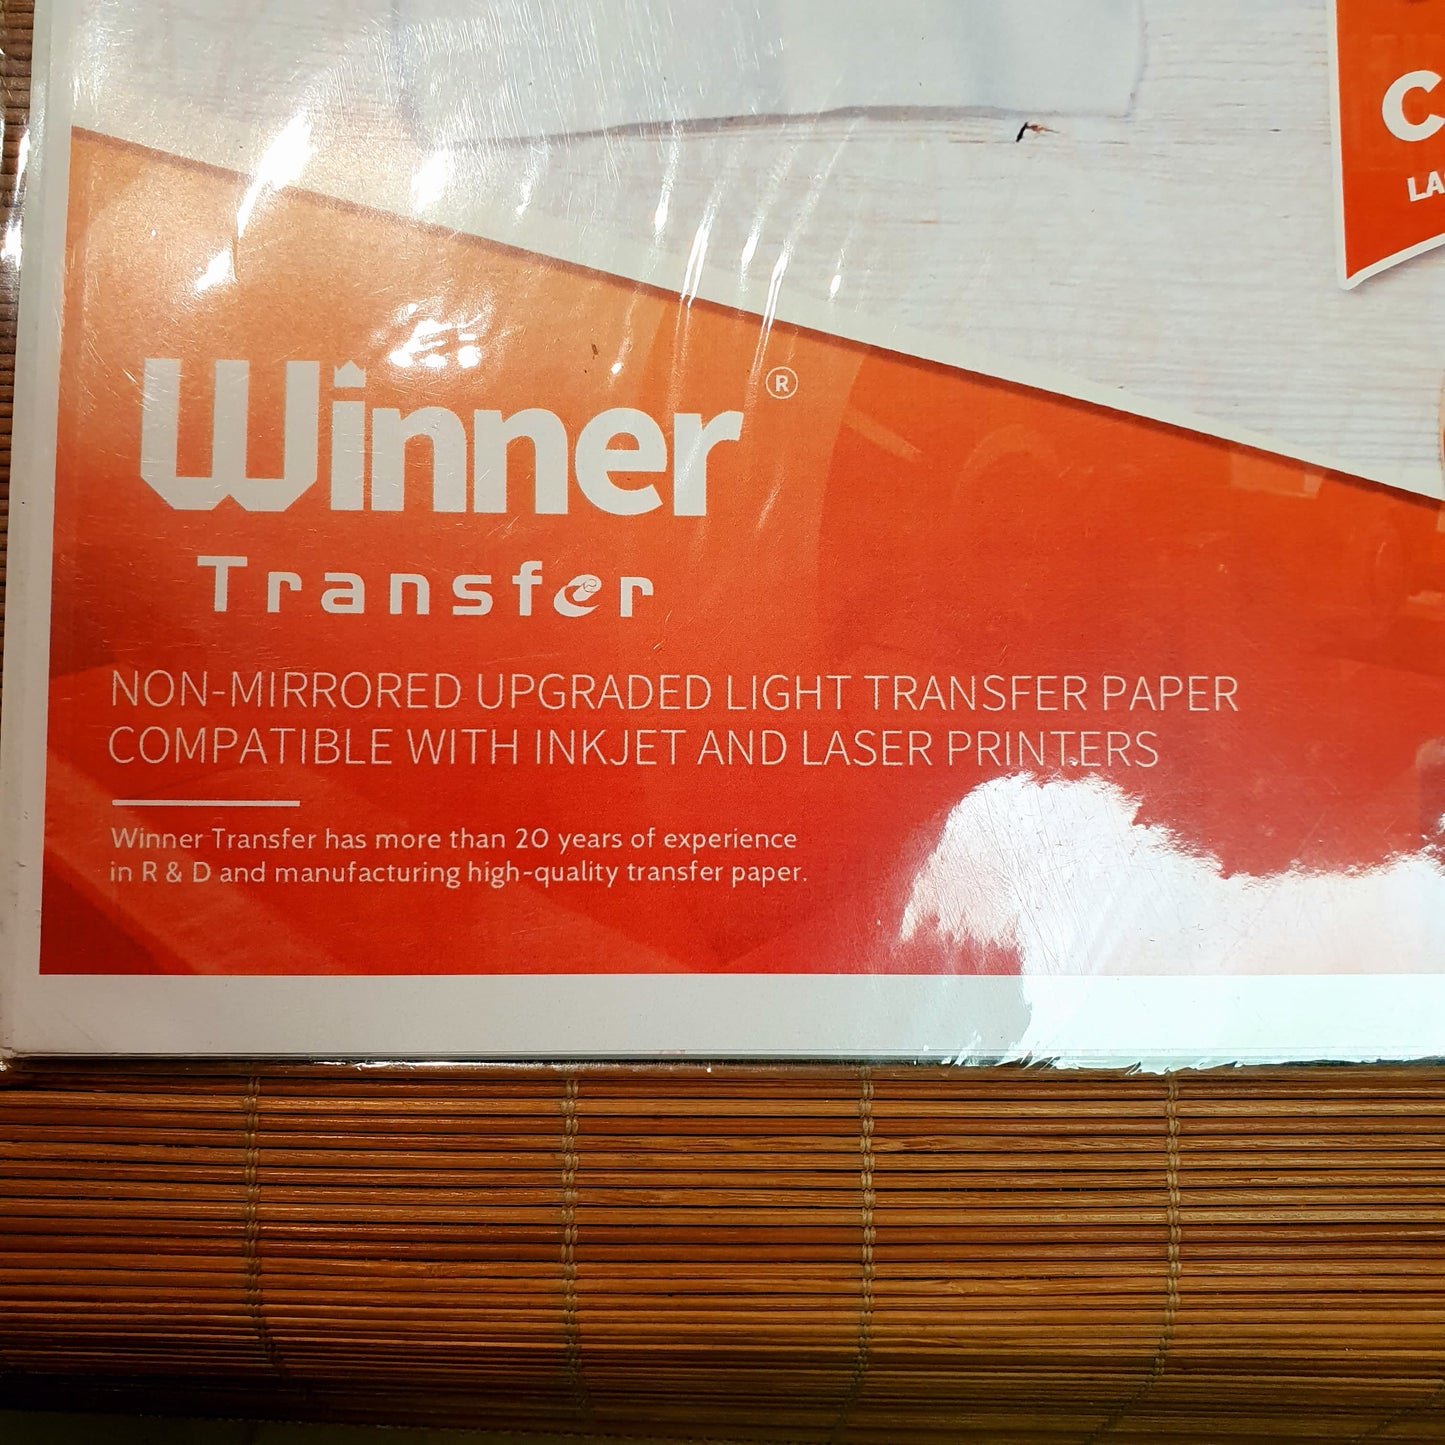 Winner®
Transfer
NON-MIRRORED UPGRADED LIGHT TRANSFER PAPER
COMPATIBLE WITH INKJET AND LASER PRINTERS
Winner Transfer has more than 20 years of experience
in R & D and manufacturing high-quality transfer paper.